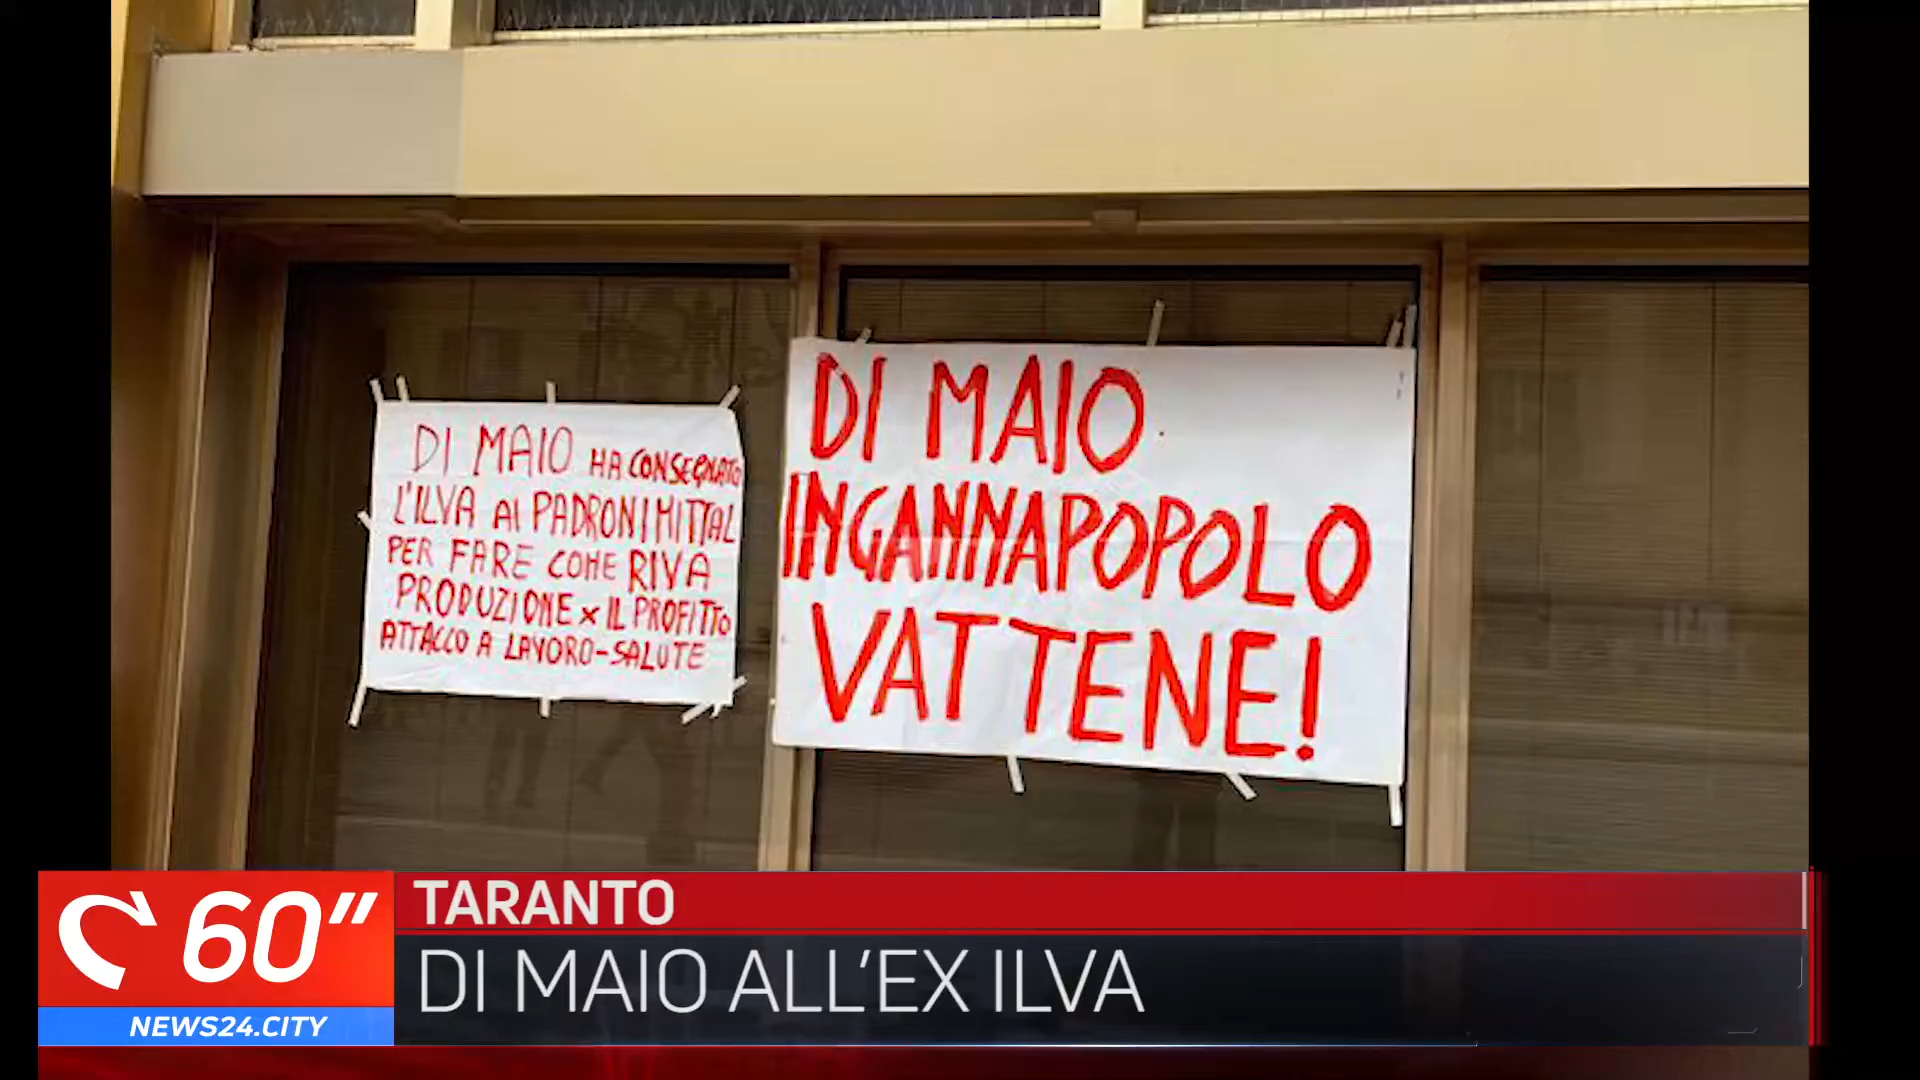 DI MAIO HA CONSEGNATO
L'ILVA AI PADRONI MITTAL
PER FARE COME RIVA
PRODUZIONE × IL PROFITTO
ATTACCO A LAVORO-SALUTE
DI MAIO
INGANNAPOPOLO
VATTENE!
60”
NEWS24.CITY
TARANTO
DI MAIO ALL'EX ILVA